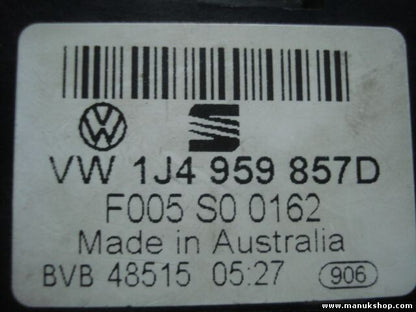 VW 1J4 959 857D
F005 S0 0162
Made in Australia
BVB 48515 05:27 906
www.manukshop.com